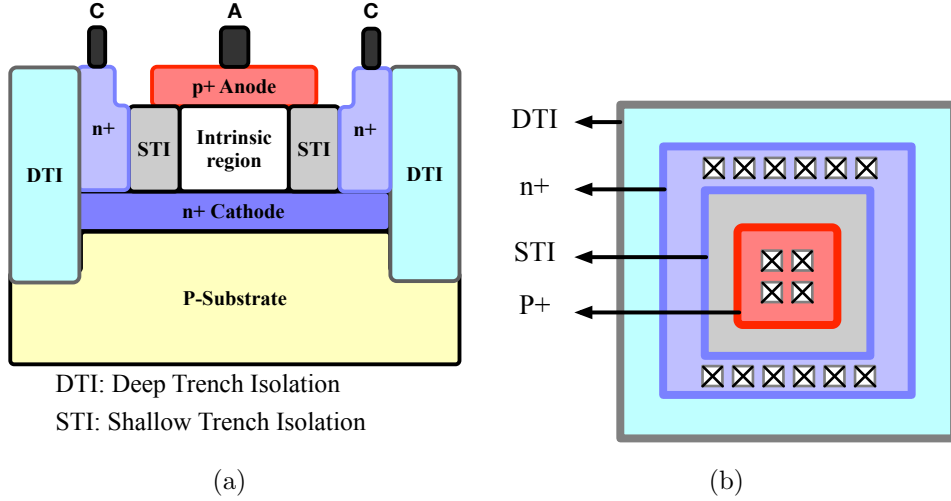 C A C
p+ Anode
n+ n+
STI Intrinsic region STI
DTI DTI
n+ Cathode
P-Substrate
DTI: Deep Trench Isolation
STI: Shallow Trench Isolation
(a)
DTI
n+
STI
P+
(b)